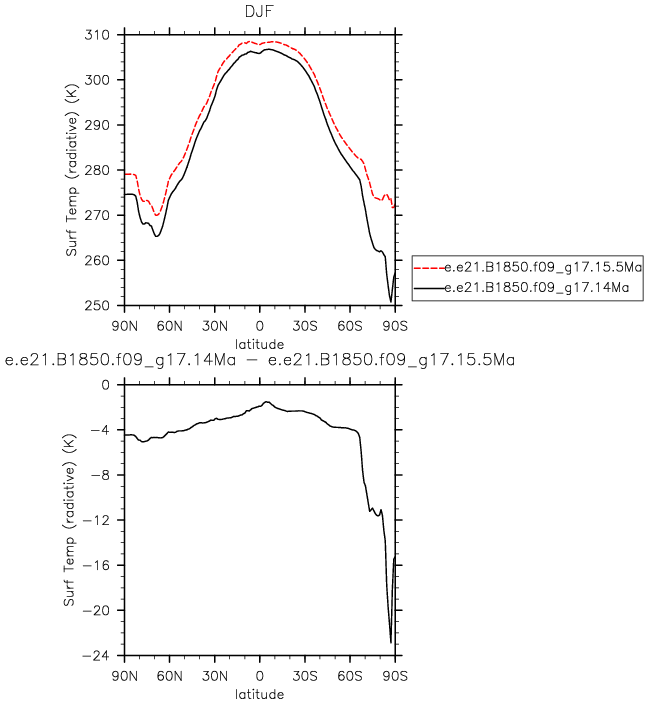 DJF
310
300
290
280
270
260
250
Surf Temp (radiative) (K)
90N 60N 30N 0 30S 60S 90S
latitude
e.e21.B1850.f09_g17.15.5Ma
e.e21.B1850.f09_g17.14Ma
e.e21.B1850.f09_g17.14Ma − e.e21.B1850.f09_g17.15.5Ma
0
−4
−8
−12
−16
−20
−24
Surf Temp (radiative) (K)
90N 60N 30N 0 30S 60S 90S
latitude